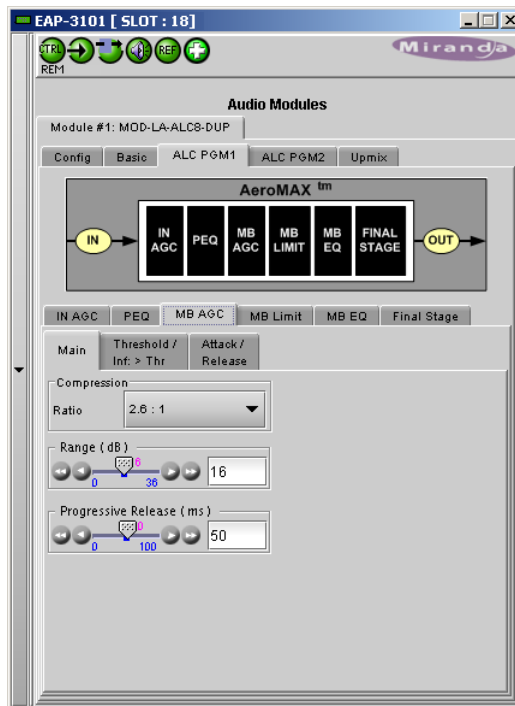 EAP-3101 [ SLOT : 18]
CTRL REF
REM
Miranda
Audio Modules
Module #1: MOD-LA-ALC8-DUP
Config Basic ALC PGM1 ALC PGM2 Upmix
AeroMAX tm
IN
IN AGC
PEQ
MB AGC
MB LIMIT
MB EQ
FINAL STAGE
OUT
IN AGC PEQ MB AGC MB Limit MB EQ Final Stage
Main
Threshold /
Inf: > Thr
Attack /
Release
Compression
Ratio 2.6 : 1
Range ( dB )
6
16
0 36
Progressive Release ( ms )
0
50
0 100